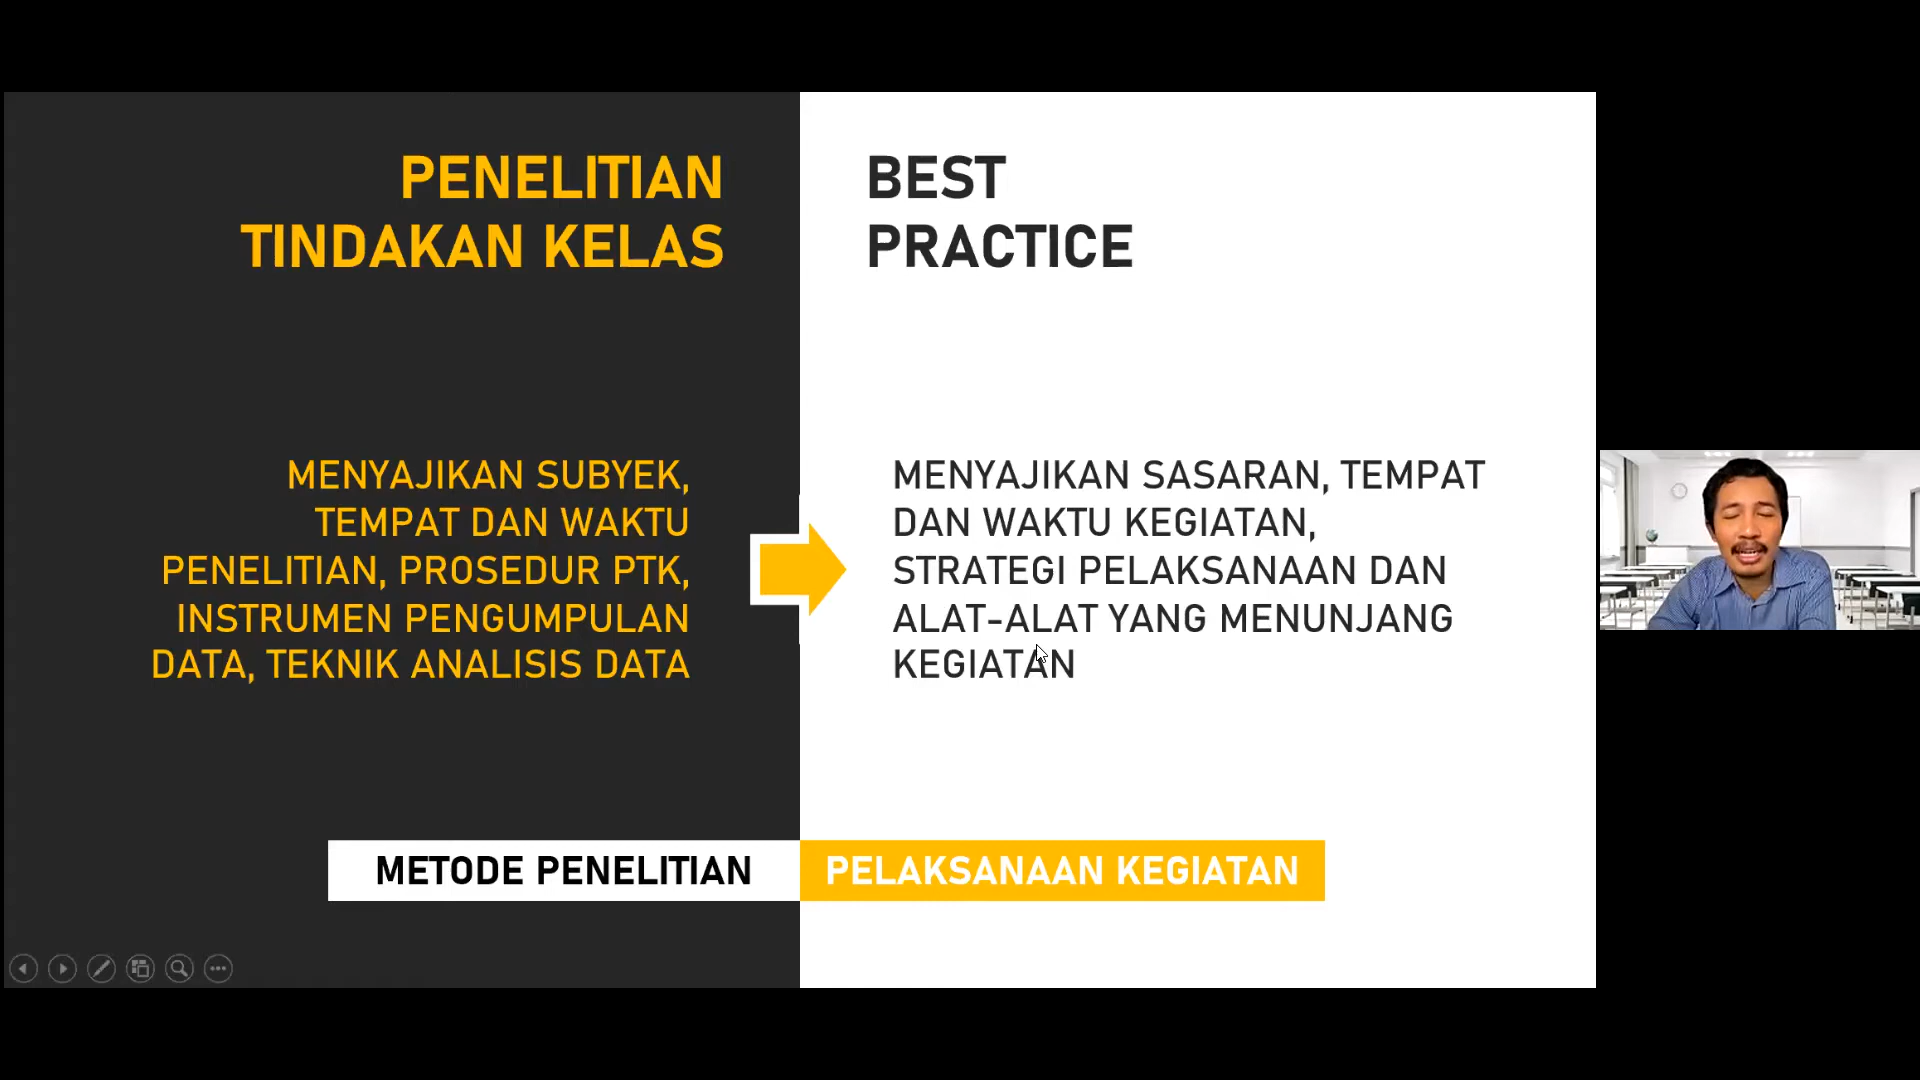 PENELITIAN
TINDAKAN KELAS
MENYAJIKAN SUBYEK,
TEMPAT DAN WAKTU
PENELITIAN, PROSEDUR PTK,
INSTRUMEN PENGUMPULAN
DATA, TEKNIK ANALISIS DATA
METODE PENELITIAN
BEST
PRACTICE
MENYAJIKAN SASARAN, TEMPAT
DAN WAKTU KEGIATAN,
STRATEGI PELAKSANAAN DAN
ALAT-ALAT YANG MENUNJANG
KEGIATAN
PELAKSANAAN KEGIATAN